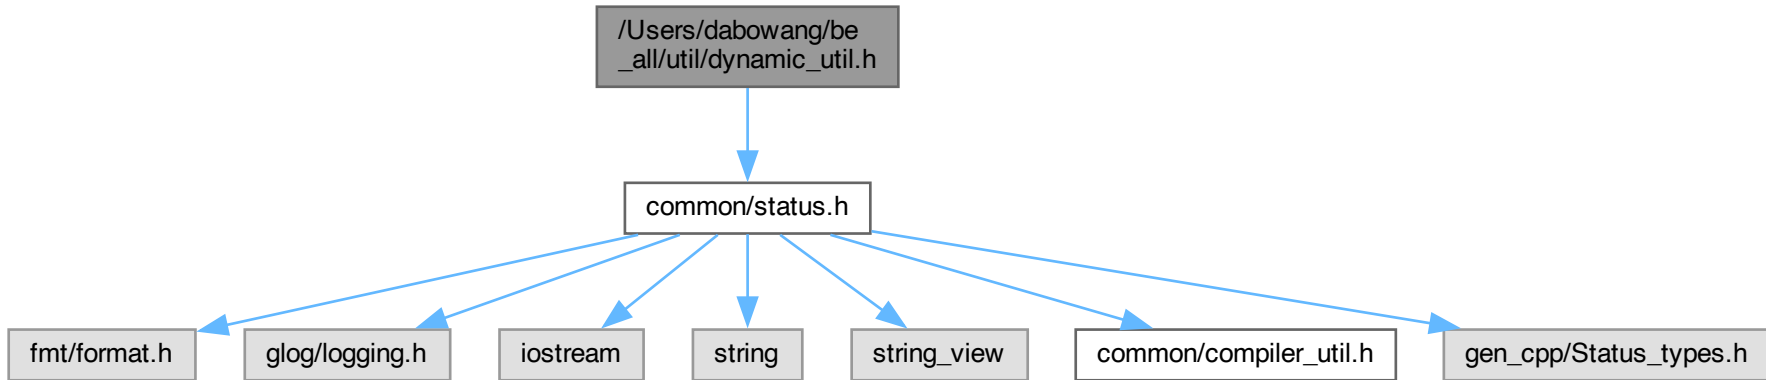 /Users/dabowang/be
_all/util/dynamic_util.h
common/status.h
fmt/format.h
glog/logging.h
iostream
string
string_view
common/compiler_util.h
gen_cpp/Status_types.h